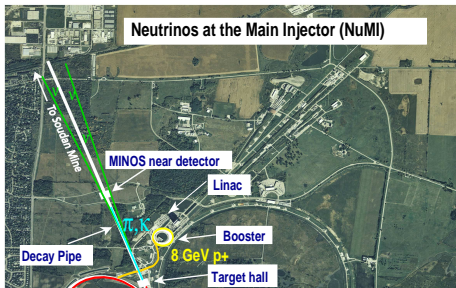 Neutrinos at the Main Injector (NuMI)
To Soudan Mine
MINOS near detector
Linac
π,κ
Booster
Decay Pipe
8 GeV p+
Target hall